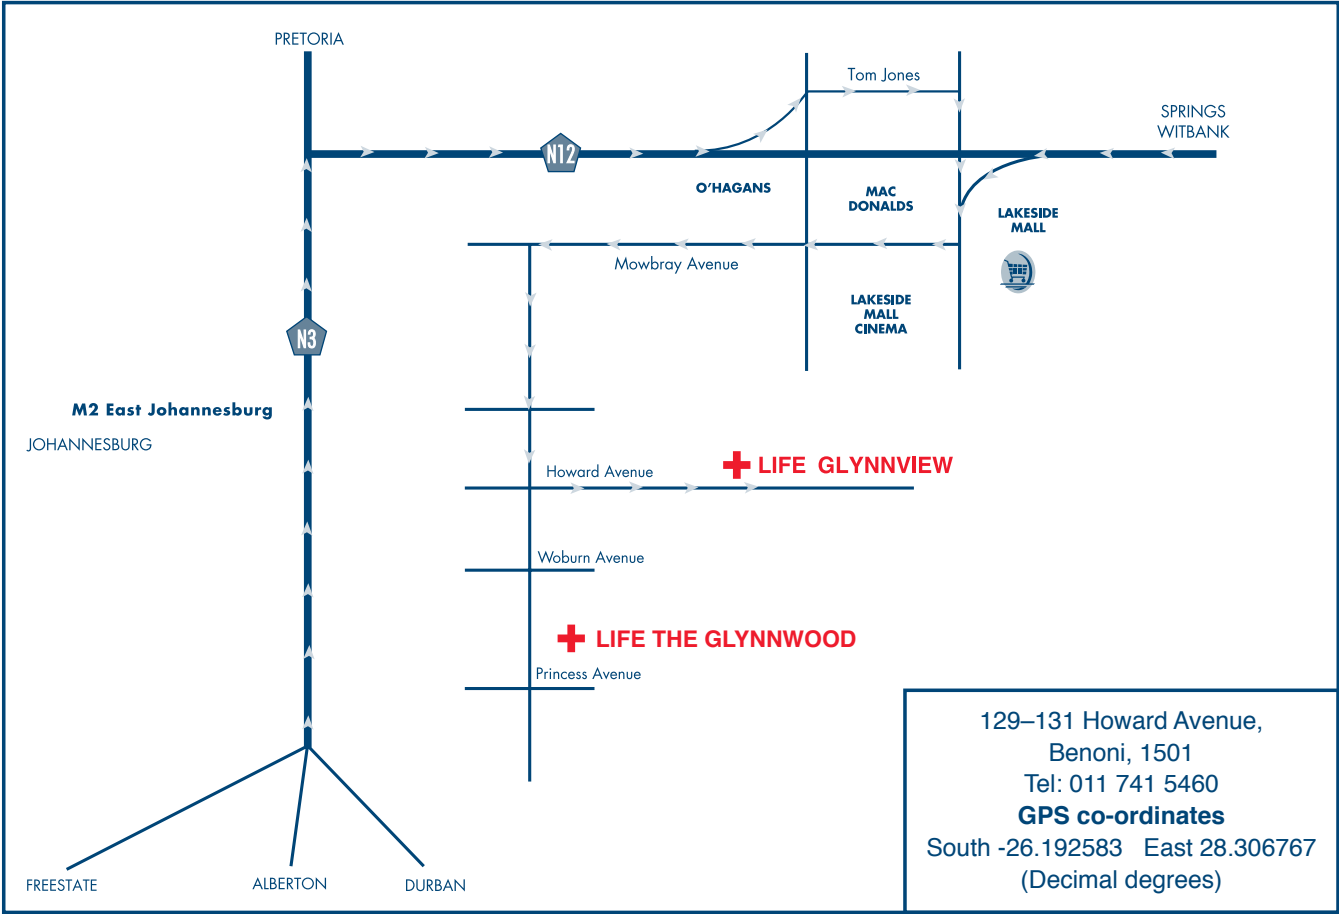 PRETORIA
Tom Jones
SPRINGS
WITBANK
N12
O'HAGANS
MAC
DONALDS
LAKESIDE
MALL
Mowbray Avenue
LAKESIDE
MALL
CINEMA
N3
M2 East Johannesburg
JOHANNESBURG
Howard Avenue
LIFE GLYNNVIEW
Woburn Avenue
LIFE THE GLYNNWOOD
Princess Avenue
129–131 Howard Avenue,
Benoni, 1501
Tel: 011 741 5460
GPS co-ordinates
South -26.192583 East 28.306767
(Decimal degrees)
FREESTATE
ALBERTON
DURBAN